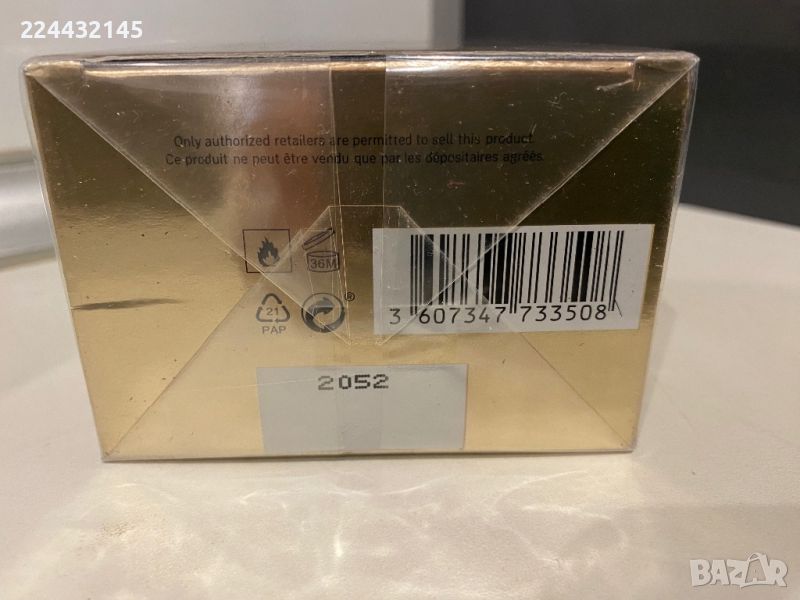 224432145
Only authorized retailers are permitted to sell this product.
Ce produit ne peut être vendu que par les dépositaires agréés.
36M
®
21
PAP
3 607347 733508
2052
BAZAR